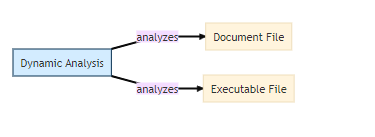 analyzes
Document File
Dynamic Analysis
analyzes
Executable File